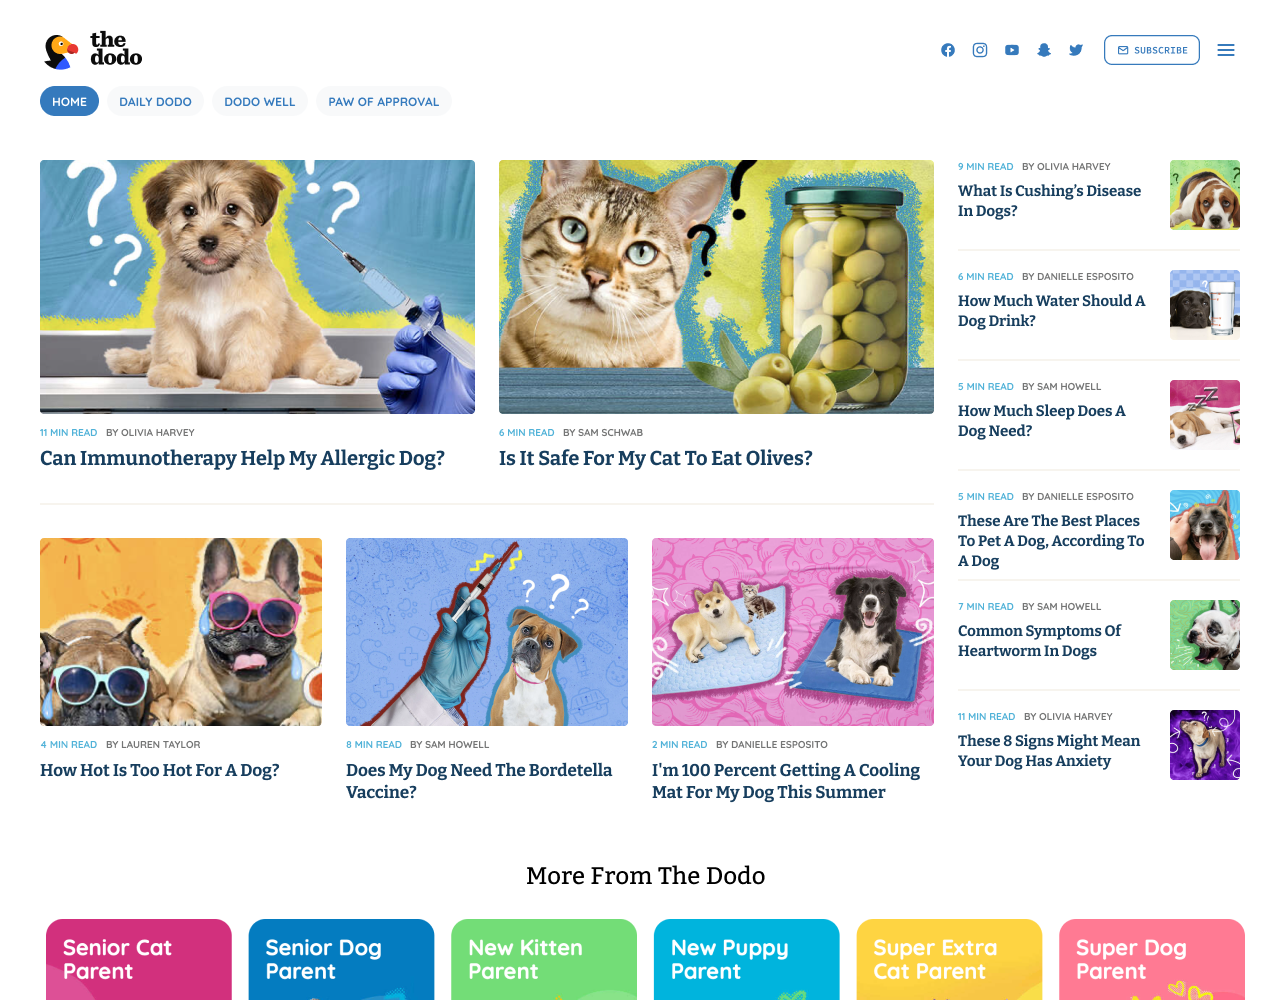 the
dodo
SUBSCRIBE
HOME
DAILY DODO
DODO WELL
PAW OF APPROVAL
11 MIN READ BY OLIVIA HARVEY
Can Immunotherapy Help My Allergic Dog?
6 MIN READ BY SAM SCHWAB
Is It Safe For My Cat To Eat Olives?
4 MIN READ BY LAUREN TAYLOR
How Hot Is Too Hot For A Dog?
8 MIN READ BY SAM HOWELL
Does My Dog Need The Bordetella
Vaccine?
2 MIN READ BY DANIELLE ESPOSITO
I'm 100 Percent Getting A Cooling
Mat For My Dog This Summer
9 MIN READ BY OLIVIA HARVEY
What Is Cushing’s Disease
In Dogs?
6 MIN READ BY DANIELLE ESPOSITO
How Much Water Should A
Dog Drink?
5 MIN READ BY SAM HOWELL
How Much Sleep Does A
Dog Need?
5 MIN READ BY DANIELLE ESPOSITO
These Are The Best Places
To Pet A Dog, According To
A Dog
7 MIN READ BY SAM HOWELL
Common Symptoms Of
Heartworm In Dogs
11 MIN READ BY OLIVIA HARVEY
These 8 Signs Might Mean
Your Dog Has Anxiety
More From The Dodo
Senior Cat
Parent
Senior Dog
Parent
New Kitten
Parent
New Puppy
Parent
Super Extra
Cat Parent
Super Dog
Parent